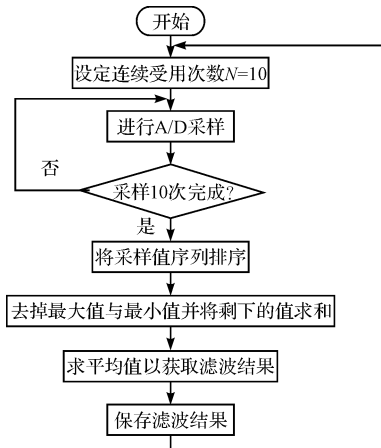 开始
设定连续受用次数N=10
进行A/D采样
否
采样10次完成?
是
将采样值序列排序
去掉最大值与最小值并将剩下的值求和
求平均值以获取滤波结果
保存滤波结果